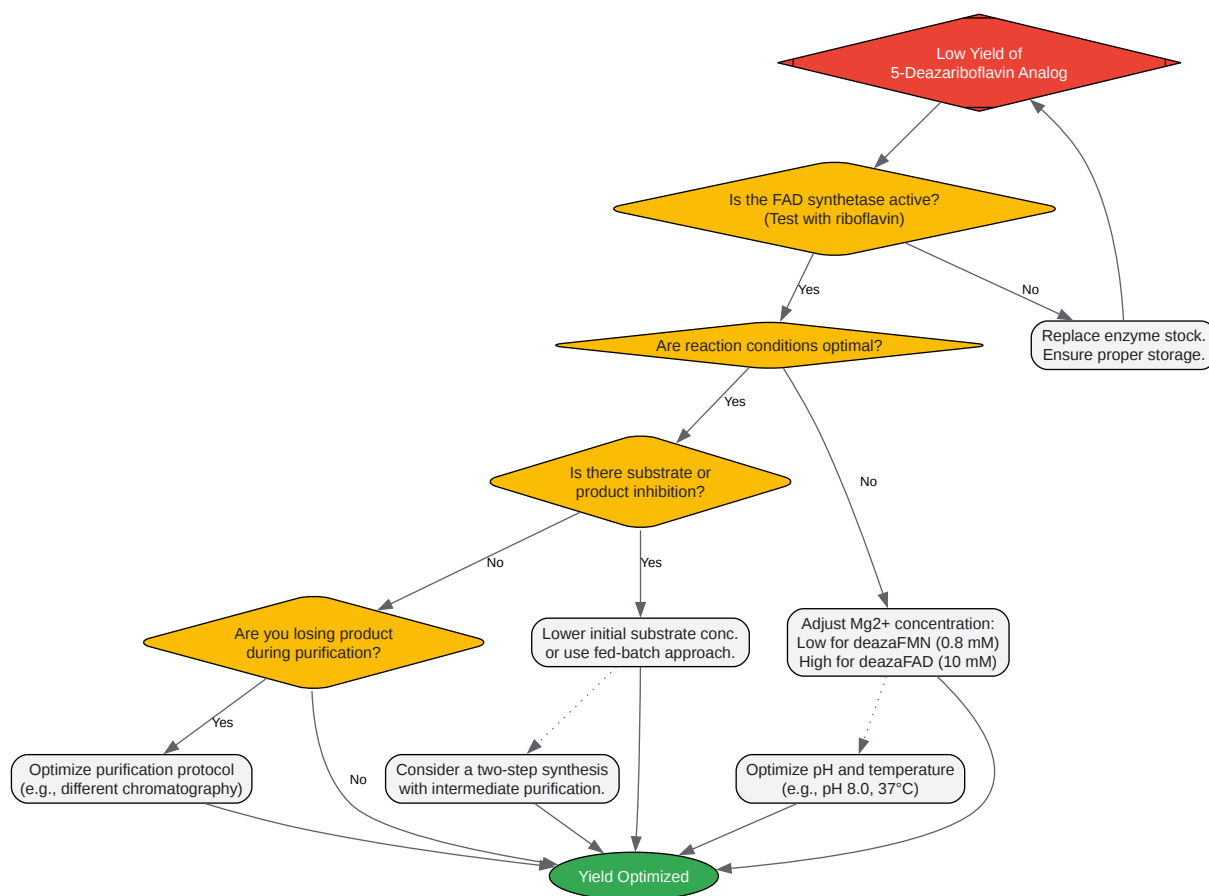 Low Yield of
5-Deazariboflavin Analog
Is the FAD synthetase active?
(Test with riboflavin)
Yes
No
Replace enzyme stock.
Ensure proper storage.
Are reaction conditions optimal?
Yes
No
Is there substrate or
product inhibition?
No
Yes
Are you losing product
during purification?
Lower initial substrate conc.
or use fed-batch approach.
Adjust Mg2+ concentration:
Low for deazaFMN (0.8 mM)
High for deazaFAD (10 mM)
Yes
No
Optimize purification protocol
(e.g., different chromatography)
Consider a two-step synthesis
with intermediate purification.
Optimize pH and temperature
(e.g., pH 8.0, 37°C)
Yield Optimized